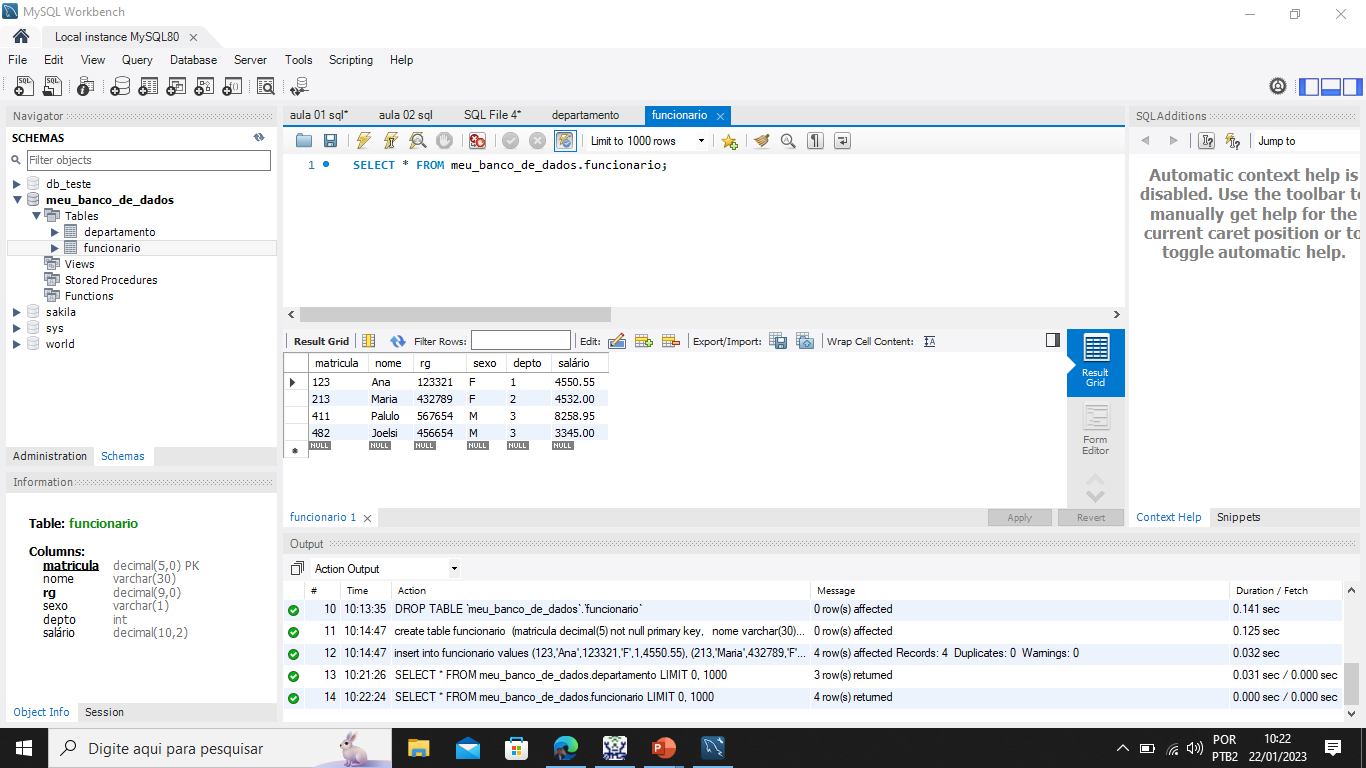 MySQL Workbench
Local instance MySQL80
File Edit View Query Database Server Tools Scripting Help
Navigator
SCHEMAS
Filter objects
db_teste
meu_banco_de_dados
Tables
departamento
funcionario
Views
Stored Procedures
Functions
sakila
sys
world
Administration Schemas
Information
Table: funcionario
Columns:
matricula decimal(5,0) PK
nome varchar(30)
rg decimal(9,0)
sexo varchar(1)
depto int
salário decimal(10,2)
Object Info Session
aula 01 sql* aula 02 sql SQL File 4* departamento funcionario
Limit to 1000 rows
1 SELECT * FROM meu_banco_de_dados.funcionario;
Result Grid Filter Rows: Edit: Export/Import: Wrap Cell Content:
matricula nome rg sexo depto salário
123 Ana 123321 F 1 4550.55
213 Maria 432789 F 2 4532.00
411 Palulo 567654 M 3 8258.95
482 Joelsi 456654 M 3 3345.00
NULL NULL NULL NULL NULL NULL
Result
Grid
Form
Editor
funcionario 1
Apply Revert
SQLAdditions
Jump to
Automatic context help is
disabled. Use the toolbar to
manually get help for the
current caret position or to
toggle automatic help.
Context Help Snippets
Output
Action Output
# Time Action Message Duration / Fetch
10 10:13:35 DROP TABLE `meu_banco_de_dados`.`funcionario` 0 row(s) affected 0.141 sec
11 10:14:47 create table funcionario (matricula decimal(5) not null primary key, nome varchar(30)... 0 row(s) affected 0.125 sec
12 10:14:47 insert into funcionario values (123,'Ana',123321,'F',1,4550.55), (213,'Maria',432789,'F'... 4 row(s) affected Records: 4 Duplicates: 0 Warnings: 0 0.032 sec
13 10:21:26 SELECT * FROM meu_banco_de_dados.departamento LIMIT 0, 1000 3 row(s) returned 0.031 sec / 0.000 sec
14 10:22:24 SELECT * FROM meu_banco_de_dados.funcionario LIMIT 0, 1000 4 row(s) returned 0.000 sec / 0.000 sec
Digite aqui para pesquisar
POR
PTB2
10:22
22/01/2023